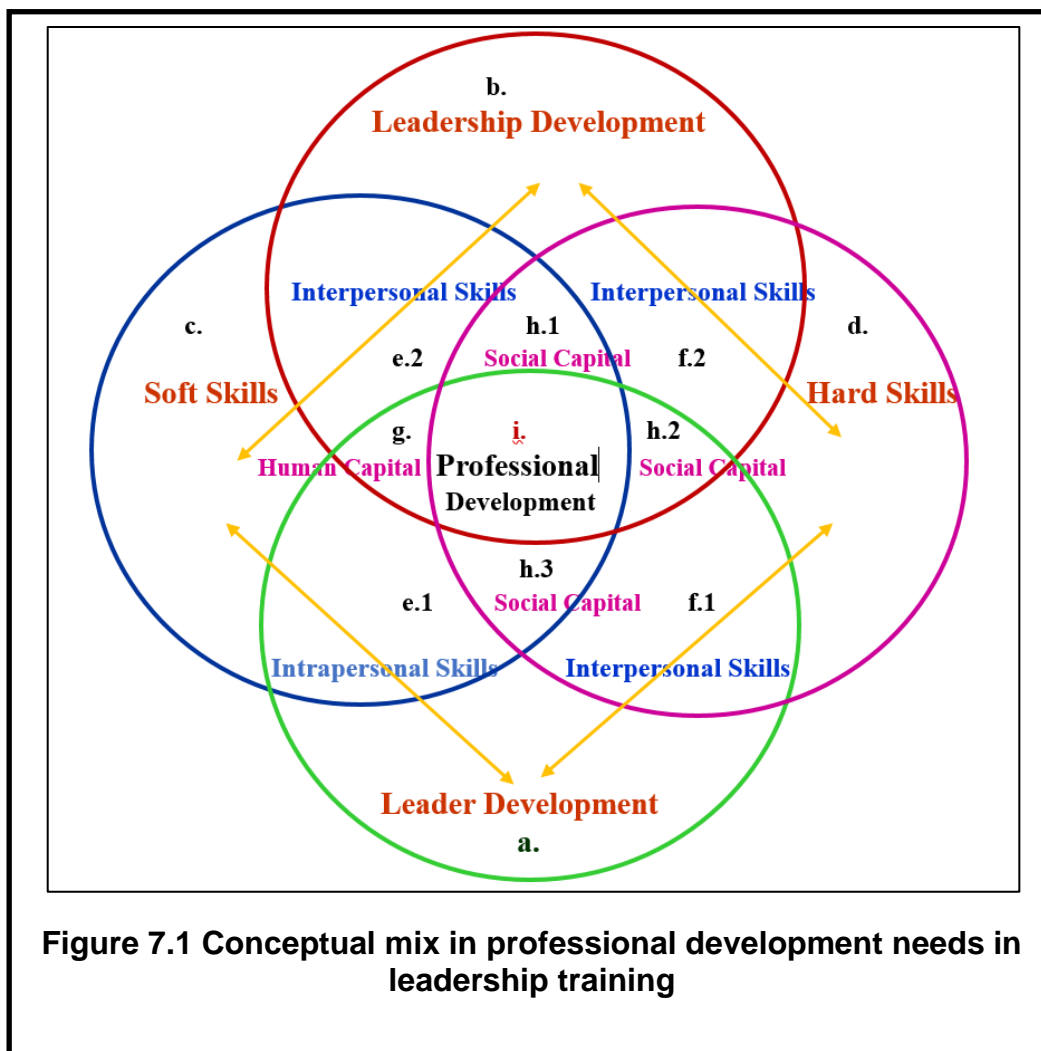 b.
Leadership Development
Interpersonal Skills
Interpersonal Skills
c.
h.1
d.
e.2
Social Capital
f.2
Soft Skills
Hard Skills
g.
i.
h.2
Human Capital
Professional
Social Capital
Development
h.3
e.1
Social Capital
f.1
Intrapersonal Skills
Interpersonal Skills
Leader Development
a.
Figure 7.1 Conceptual mix in professional development needs in
leadership training